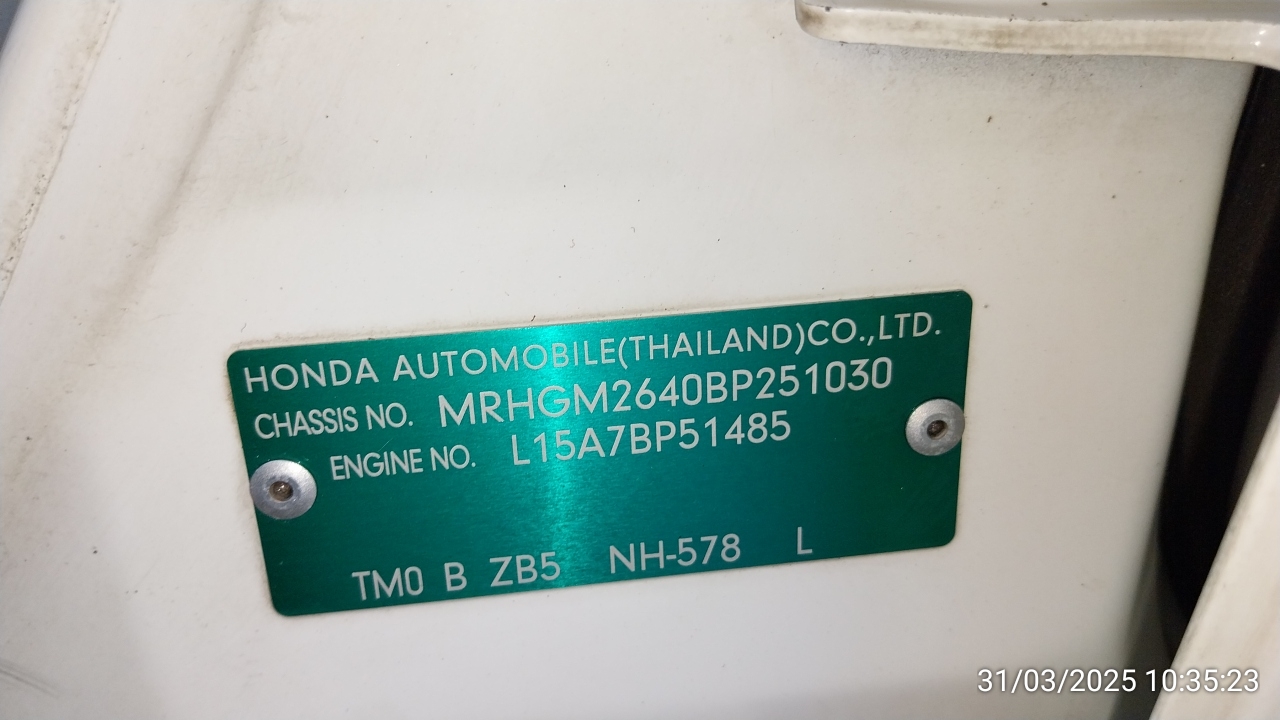 HONDA AUTOMOBILE(THAILAND)CO.,LTD.
CHASSIS NO. MRHGM2640BP251030
ENGINE NO. L15A7BP51485
TM0 B ZB5 NH-578 L
31/03/2025 10:35:23